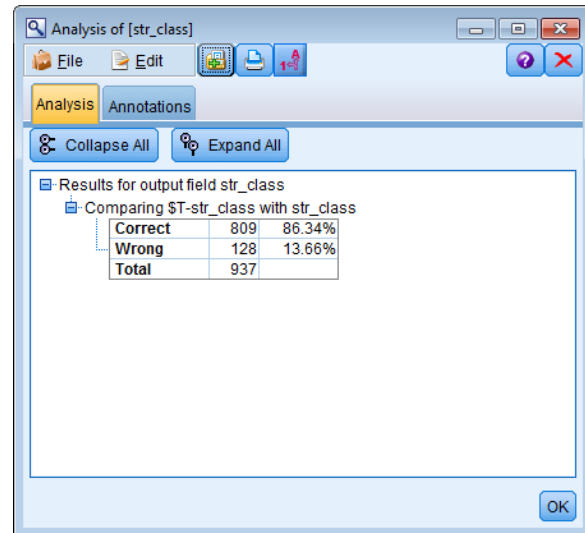 Analysis of [str_class]
File Edit
Analysis Annotations
Collapse All Expand All
Results for output field str_class
Comparing $T-str_class with str_class
Correct 809 86.34%
Wrong 128 13.66%
Total 937
OK